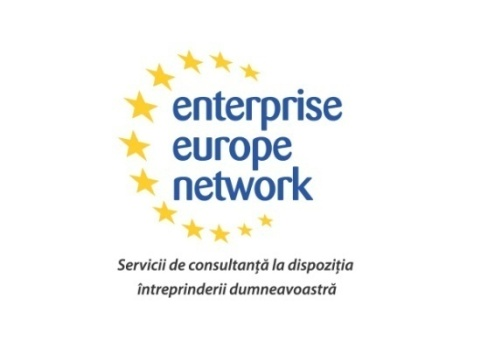 enterprise
europe
network
Servicii de consultanță la dispoziția
întreprinderii dumneavoastră